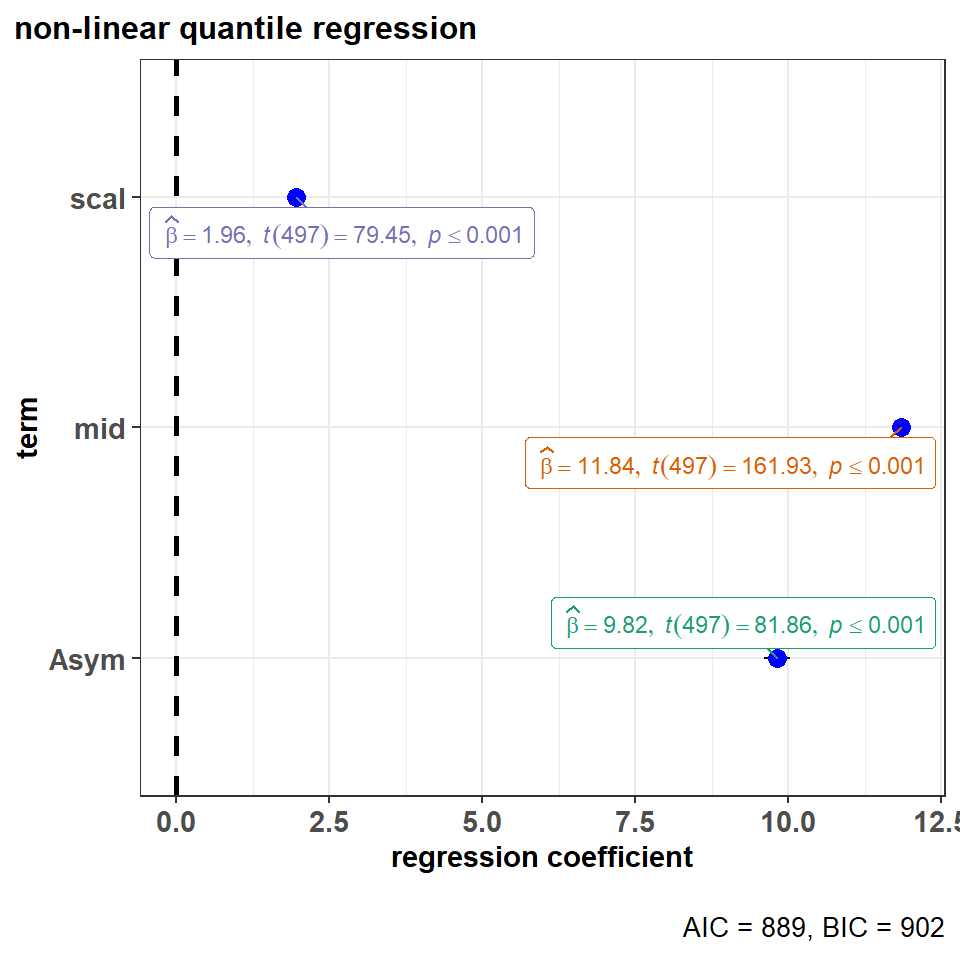 non-linear quantile regression
scal
β̂ = 1.96, t(497) = 79.45, p ≤ 0.001
term
mid
β̂ = 11.84, t(497) = 161.93, p ≤ 0.001
β̂ = 9.82, t(497) = 81.86, p ≤ 0.001
Asym
0.0 2.5 5.0 7.5 10.0 12.5
regression coefficient
AIC = 889, BIC = 902